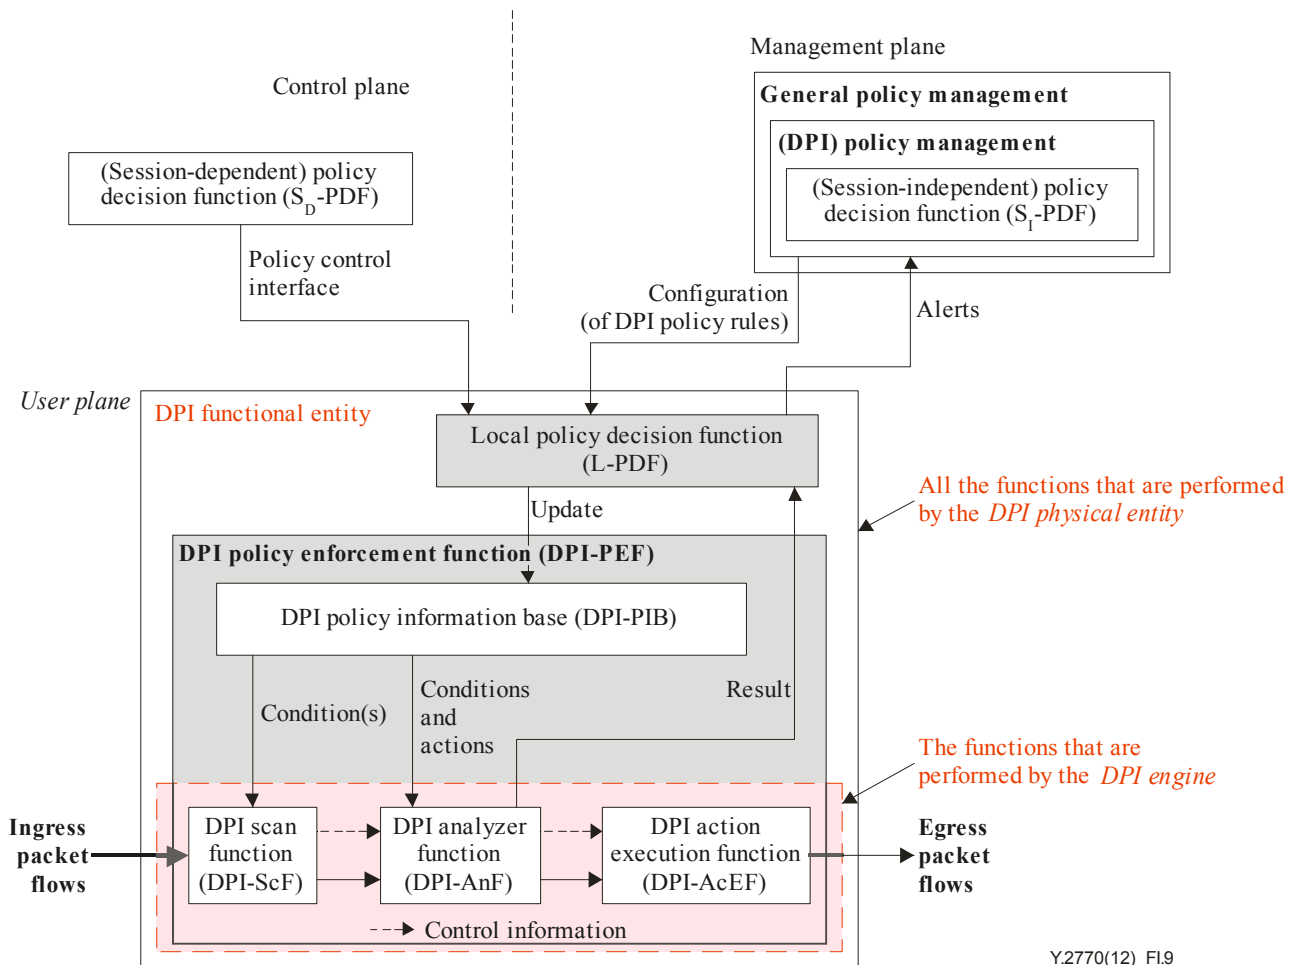 Management plane
Control plane
General policy management
(DPI) policy management
(Session-dependent) policy
decision function (S_D-PDF)
(Session-independent) policy
decision function (S_I-PDF)
Policy control
interface
Configuration
(of DPI policy rules)
Alerts
User plane
DPI functional entity
Local policy decision function
(L-PDF)
All the functions that are performed
by the DPI physical entity
Update
DPI policy enforcement function (DPI-PEF)
DPI policy information base (DPI-PIB)
Condition(s)
Conditions
and
actions
Result
The functions that are
performed by the DPI engine
Ingress
packet
flows
DPI scan
function
(DPI-ScF)
DPI analyzer
function
(DPI-AnF)
DPI action
execution function
(DPI-AcEF)
Egress
packet
flows
Control information
Y.2770(12)_FI.9